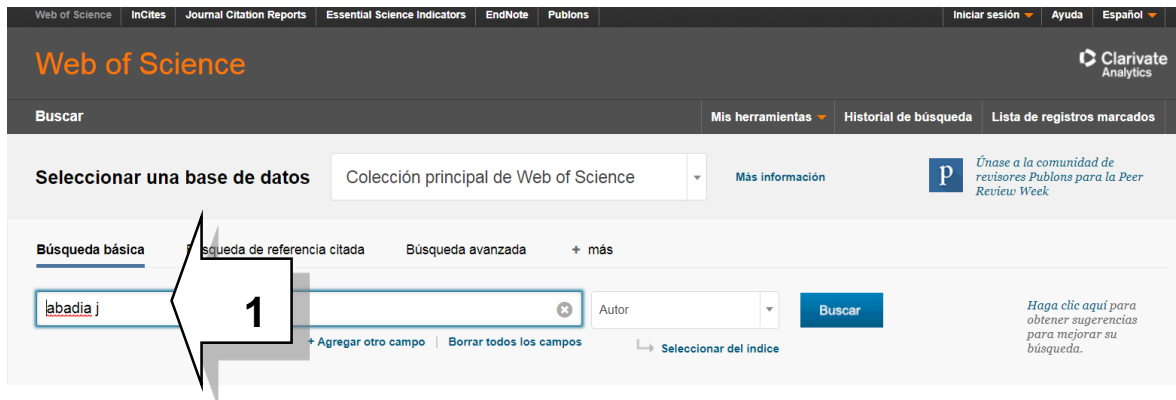 Web of Science InCites Journal Citation Reports Essential Science Indicators EndNote Publons Iniciar sesión Ayuda Español
Web of Science
Clarivate
Analytics
Buscar Mis herramientas Historial de búsqueda Lista de registros marcados
Seleccionar una base de datos Colección principal de Web of Science Más información
p
Únase a la comunidad de
revisores Publons para la Peer
Review Week
Búsqueda básica squeda de referencia citada Búsqueda avanzada + más
abadia j Autor Buscar
1
Haga clic aquí para
obtener sugerencias
para mejorar su
búsqueda.
+ Agregar otro campo | Borrar todos los campos Seleccionar del índice